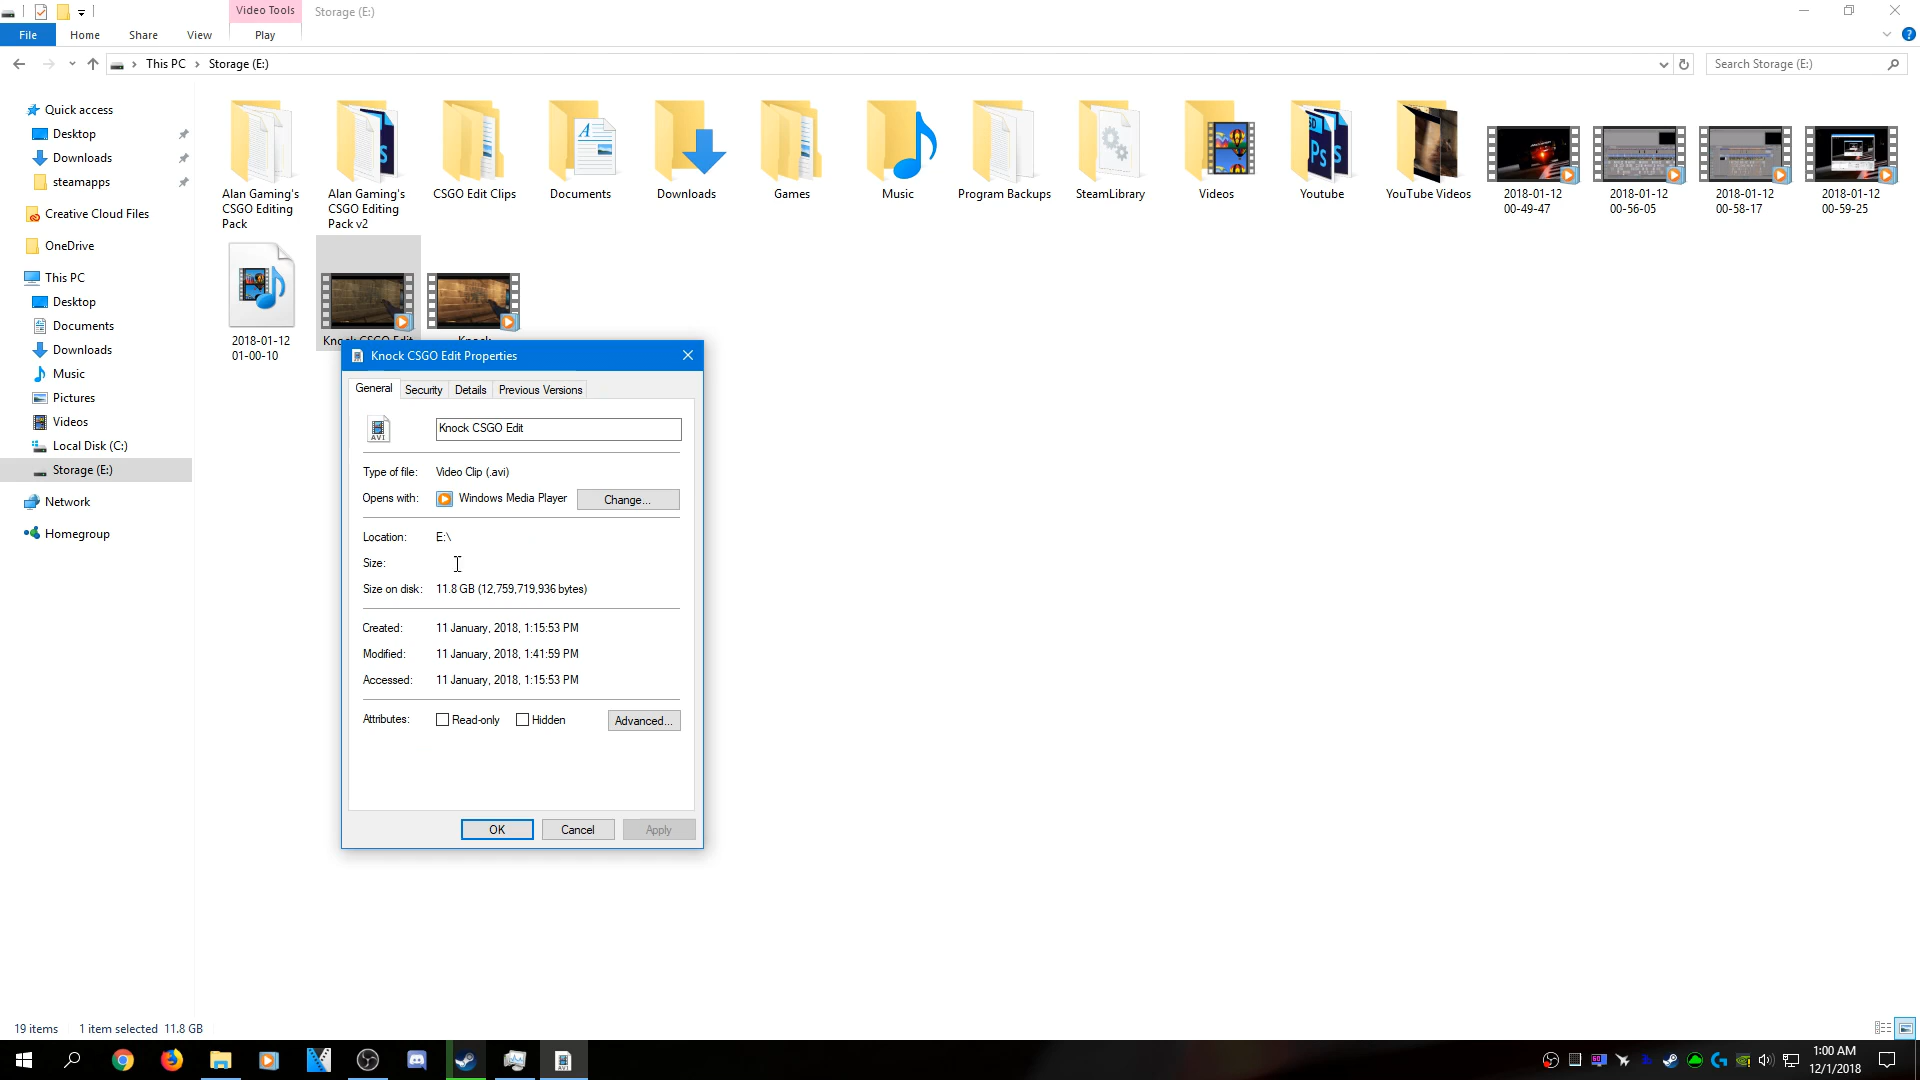 Video Tools
Storage (E:)
File
Home
Share
View
Play
This PC
Storage (E:)
Search Storage (E:)
Quick access
Desktop
Downloads
steamapps
Creative Cloud Files
OneDrive
This PC
Desktop
Documents
Downloads
Music
Pictures
Videos
Local Disk (C:)
Storage (E:)
Network
Homegroup
Alan Gaming's
CSGO Editing
Pack
Alan Gaming's
CSGO Editing
Pack v2
CSGO Edit Clips
Documents
Downloads
Games
Music
Program Backups
SteamLibrary
Videos
Youtube
YouTube Videos
2018-01-12
00-49-47
2018-01-12
00-56-05
2018-01-12
00-58-17
2018-01-12
00-59-25
2018-01-12
01-00-10
Knock CSGO Edit
Knock
Knock CSGO Edit Properties
General
Security
Details
Previous Versions
AVI
Knock CSGO Edit
Type of file: Video Clip (.avi)
Opens with: Windows Media Player
Change...
Location: E:\
Size:
Size on disk: 11.8 GB (12,759,719,936 bytes)
Created: 11 January, 2018, 1:15:53 PM
Modified: 11 January, 2018, 1:41:59 PM
Accessed: 11 January, 2018, 1:15:53 PM
Attributes: Read-only Hidden
Advanced...
OK
Cancel
Apply
19 items
1 item selected 11.8 GB
1:00 AM
12/1/2018